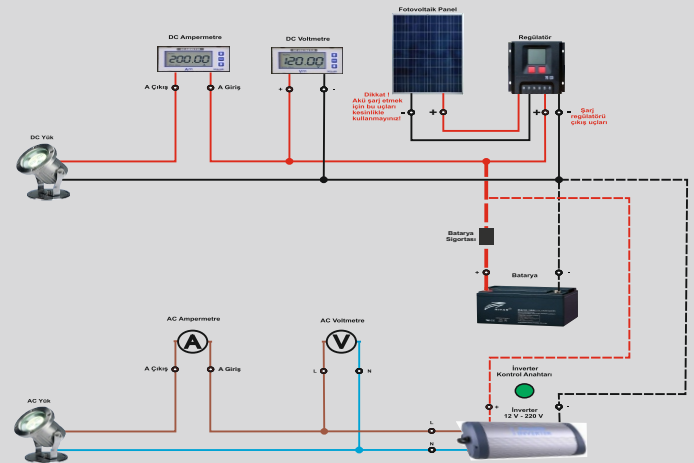 Fotovoltaik Panel
DC Ampermetre
DC Voltmetre
Regülatör
200.00
120.00
A Çıkış
A Giriş
+
-
Dikkat !
Akü şarj etmek
için bu uçları
kesinlikle
kullanmayınız!
-
+
+
-
Şarj
regülatörü
çıkış uçları
DC Yük
Batarya
Sigortası
+
Batarya
-
AC Ampermetre
AC Voltmetre
A
V
A Çıkış
A Giriş
L
N
İnverter
Kontrol Anahtarı
AC Yük
+
İnverter
12 V - 220 V
-
L
N